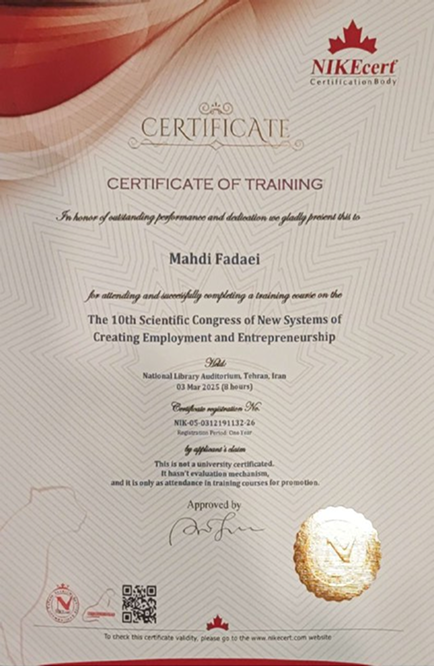 NIKEcert
Certification Body
CERTIFICATE
CERTIFICATE OF TRAINING
In honor of outstanding performance and dedication we gladly present this to
Mahdi Fadaei
for attending and successfully completing a training course on the
The 10th Scientific Congress of New Systems of
Creating Employment and Entrepreneurship
Held:
National Library Auditorium, Tehran, Iran
03 Mar 2025 (8 hours)
Certificate registration No.
NIK-05-0312191132-26
Registration Period: One Year
by applicant's claim
This is not a university certificated.
It hasn't evaluation mechanism,
and it is only as attendance in training courses for promotion.
Approved by
To check this certificate validity, please go to the www.nikecert.com website